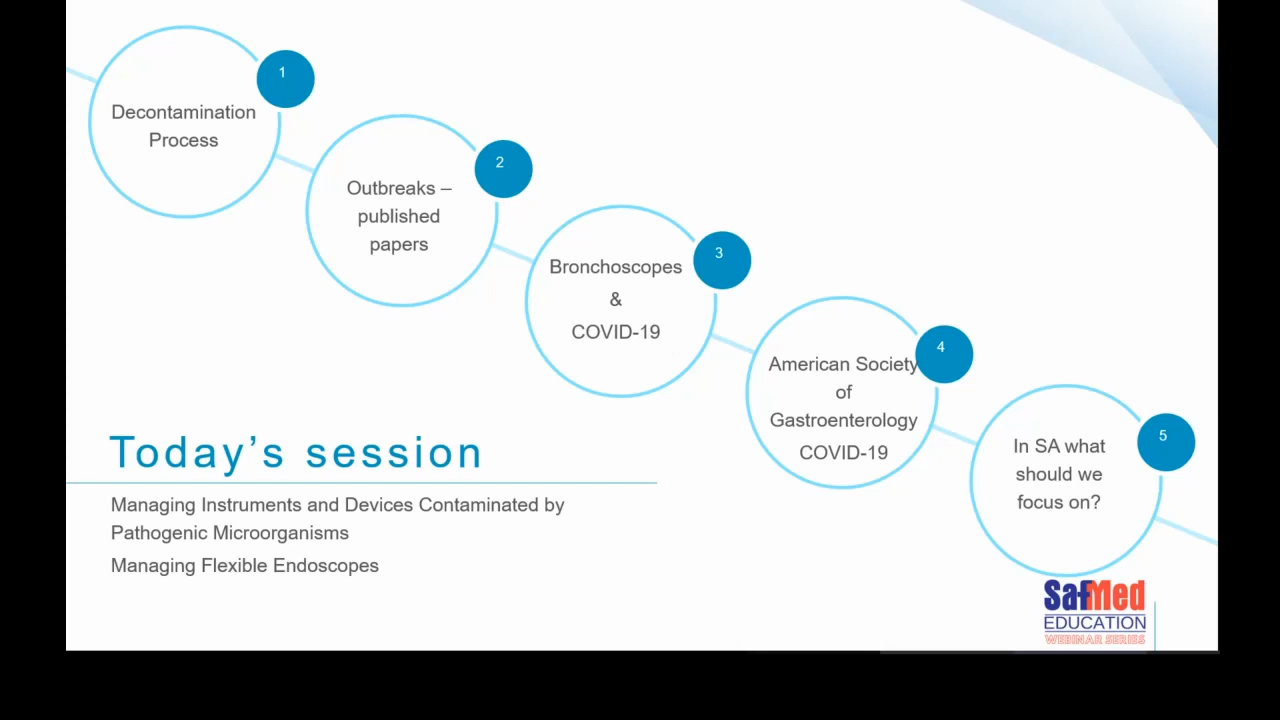 1
Decontamination
Process
2
Outbreaks –
published
papers
3
Bronchoscopes
&
COVID-19
4
American Society
of
Gastroenterology
COVID-19
5
In SA what
should we
focus on?
Today’s session
Managing Instruments and Devices Contaminated by
Pathogenic Microorganisms
Managing Flexible Endoscopes
SafMed
EDUCATION
WEBINAR SERIES